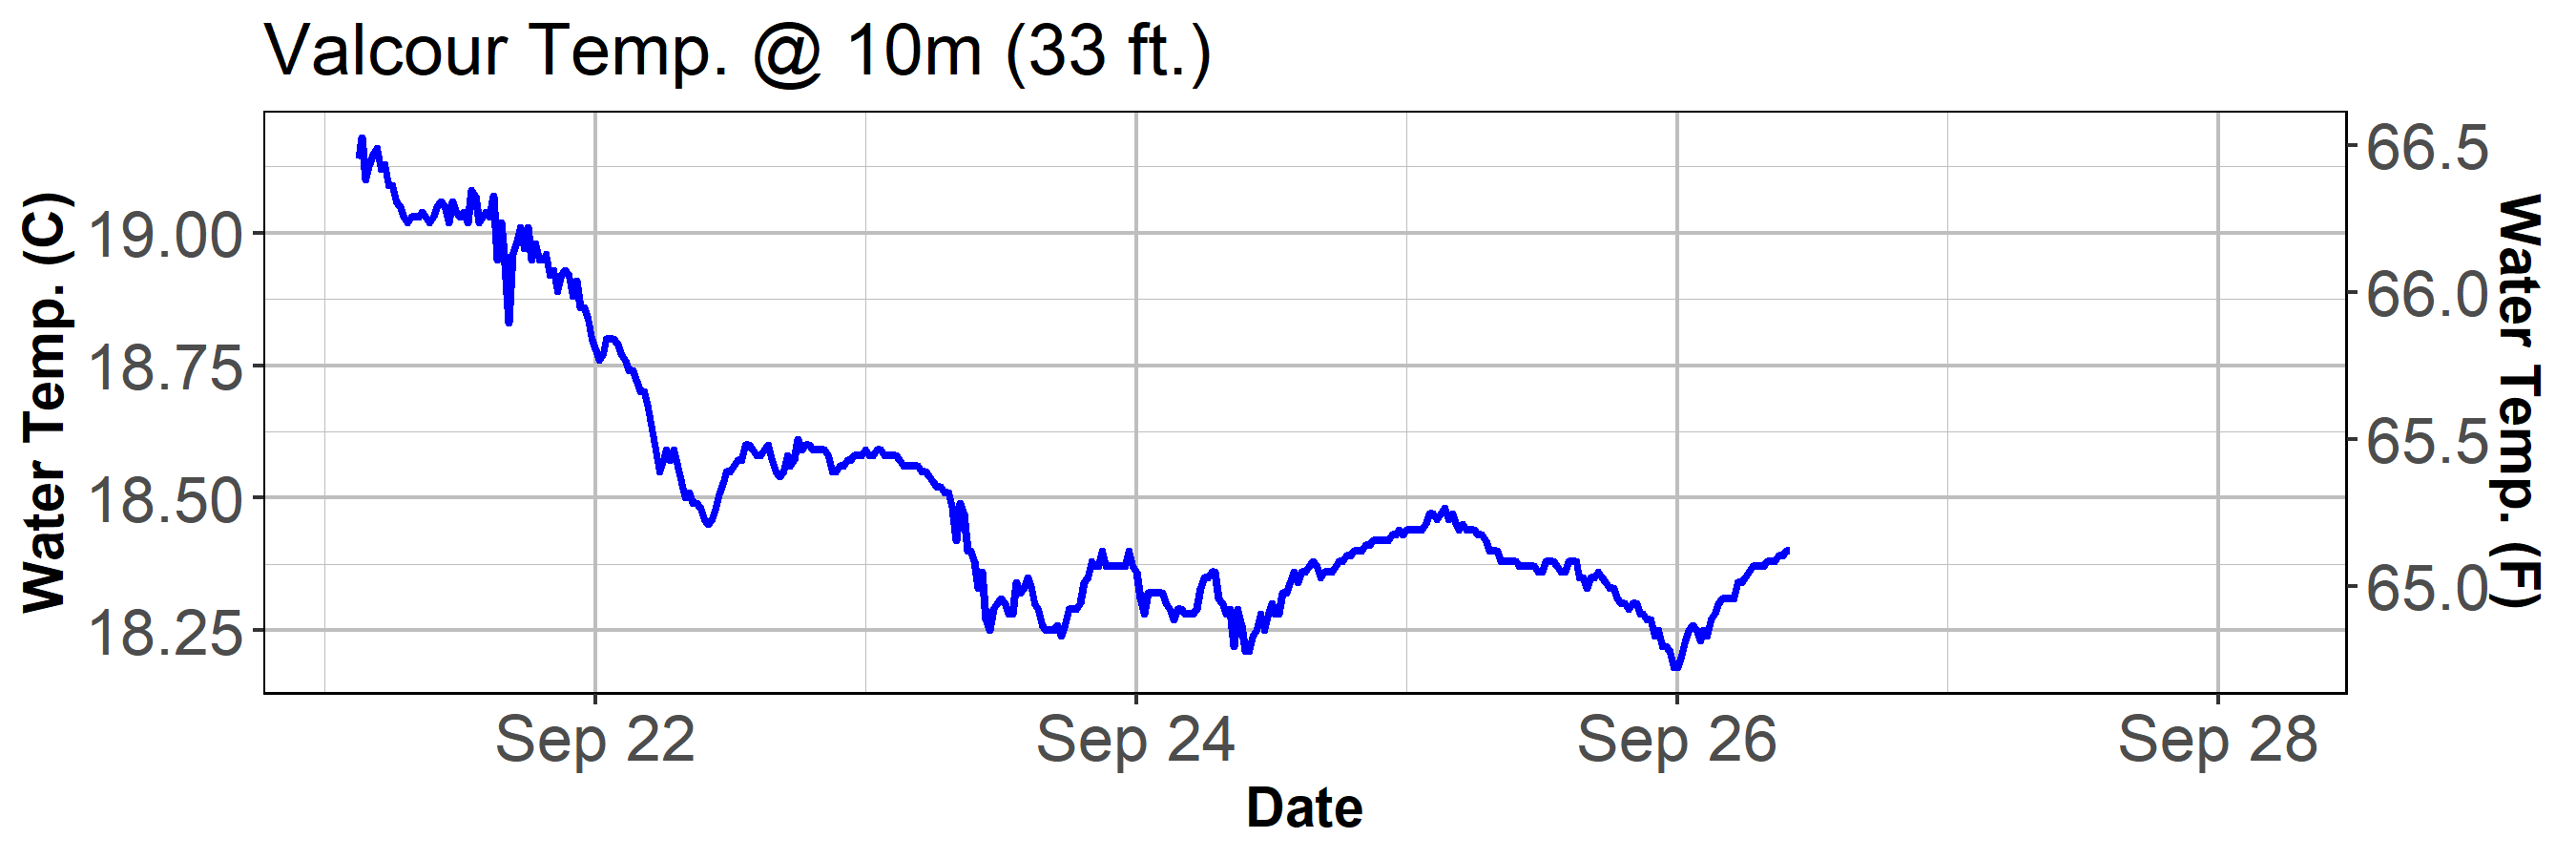 Valcour Temp. @ 10m (33 ft.)
Water Temp. (C)
19.00
18.75
18.50
18.25
66.5
66.0
65.5
65.0
Water Temp. (F)
Sep 22 Sep 24 Sep 26 Sep 28
Date